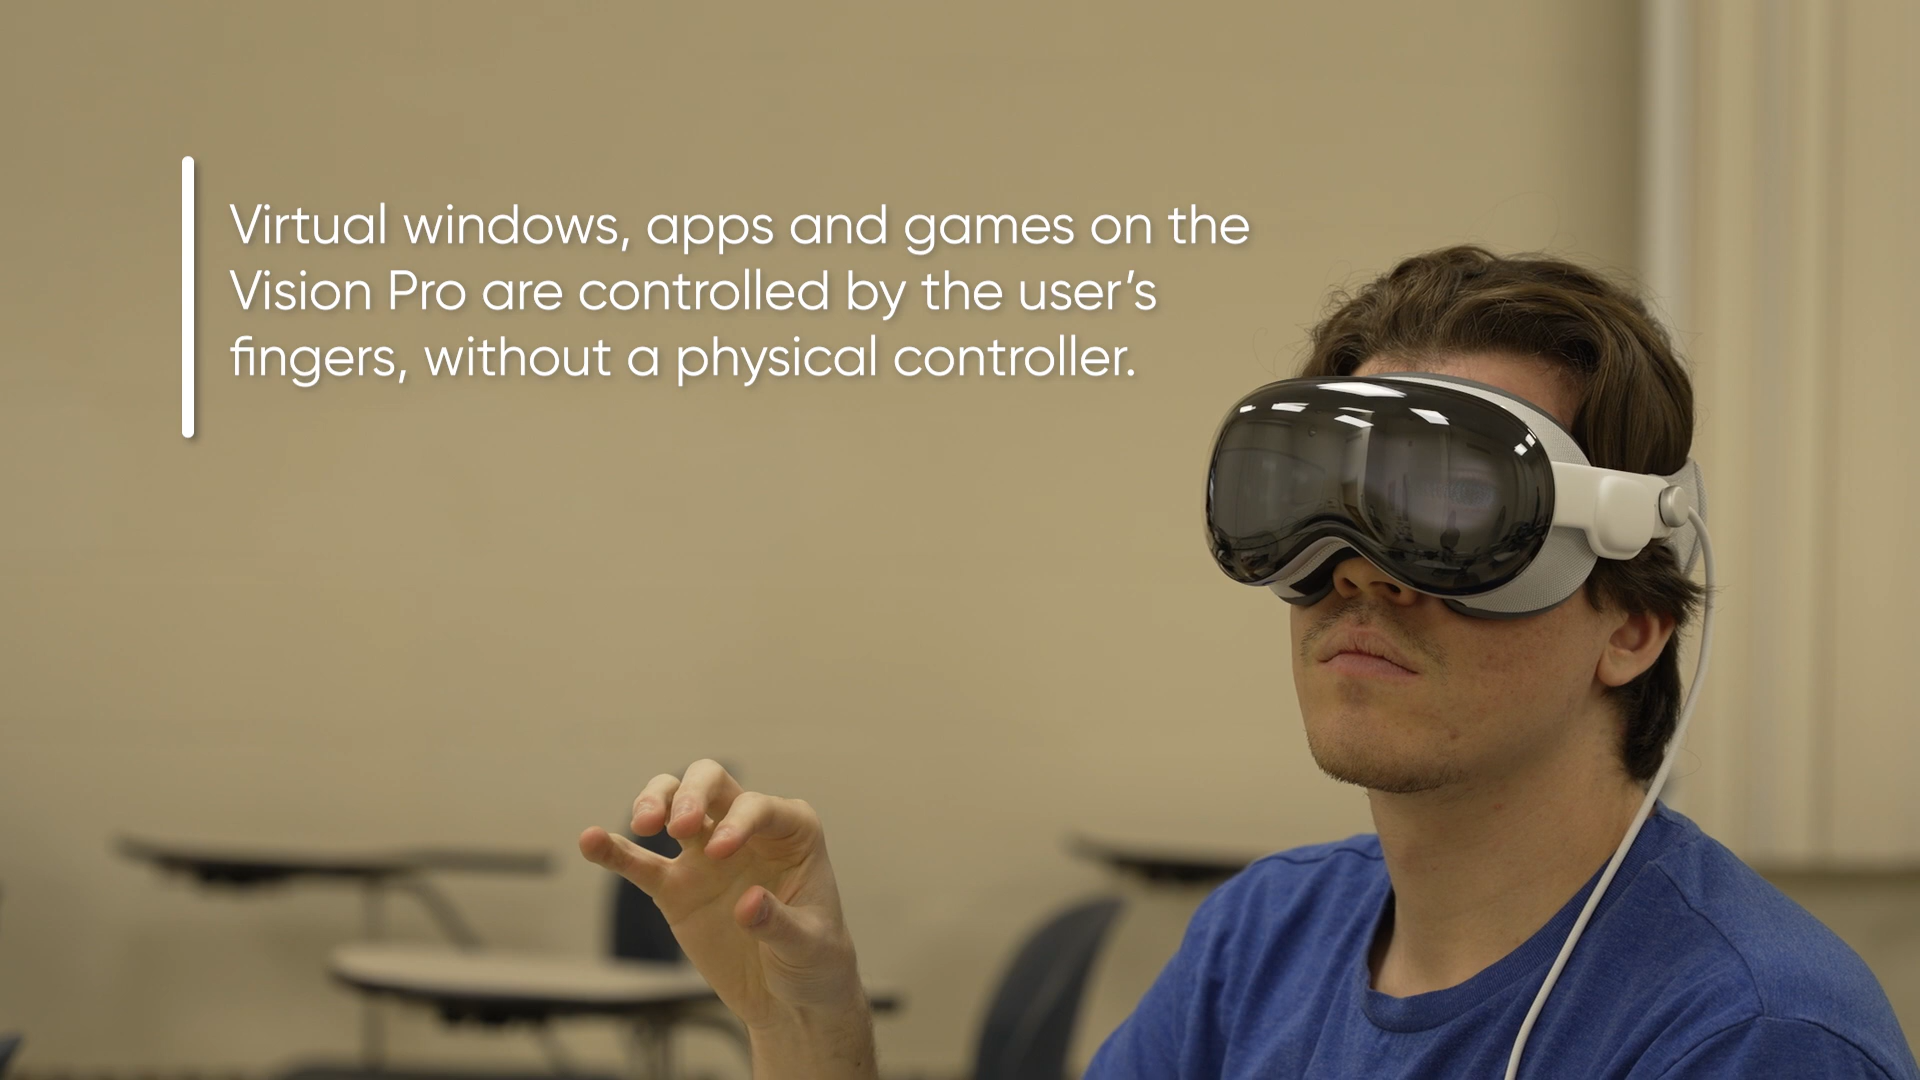 Virtual windows, apps and games on the
Vision Pro are controlled by the user’s
fingers, without a physical controller.